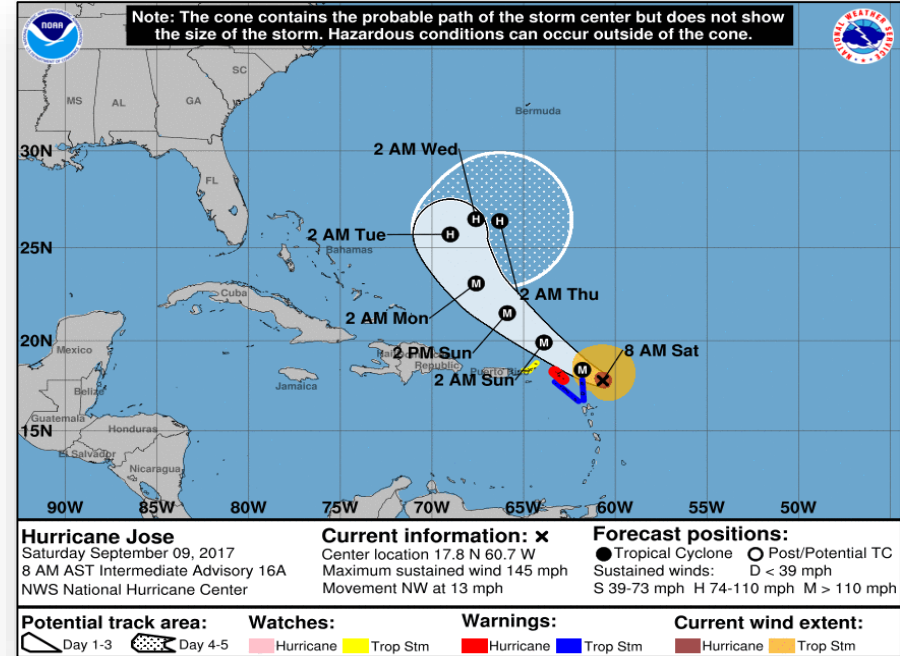 Note: The cone contains the probable path of the storm center but does not show
the size of the storm. Hazardous conditions can occur outside of the cone.
NOAA
NATIONAL WEATHER SERVICE
SC
MS
AL
GA
Bermuda
30N
2 AM Wed
FL
25N
2 AM Tue
Bahamas
2 AM Thu
Cuba
2 AM Mon
20N
Mexico
2 PM Sun
8 AM Sat
Republic
2 AM Sun
Jamaica
Belize
Guatemala
15N
Honduras
El Salvador
Nicaragua
H
H
H
M
M
M
M
90W
85W
80W
75W
70W
65W
60W
55W
50W
Hurricane Jose
Saturday September 09, 2017
8 AM AST Intermediate Advisory 16A
NWS National Hurricane Center
Current information: x
Center location 17.8 N 60.7 W
Maximum sustained wind 145 mph
Movement NW at 13 mph
Forecast positions:
Tropical Cyclone Post/Potential TC
Sustained winds: D < 39 mph
S 39-73 mph H 74-110 mph M > 110 mph
Potential track area:
Day 1-3 Day 4-5
Watches:
Hurricane Trop Stm
Warnings:
Hurricane Trop Stm
Current wind extent:
Hurricane Trop Stm